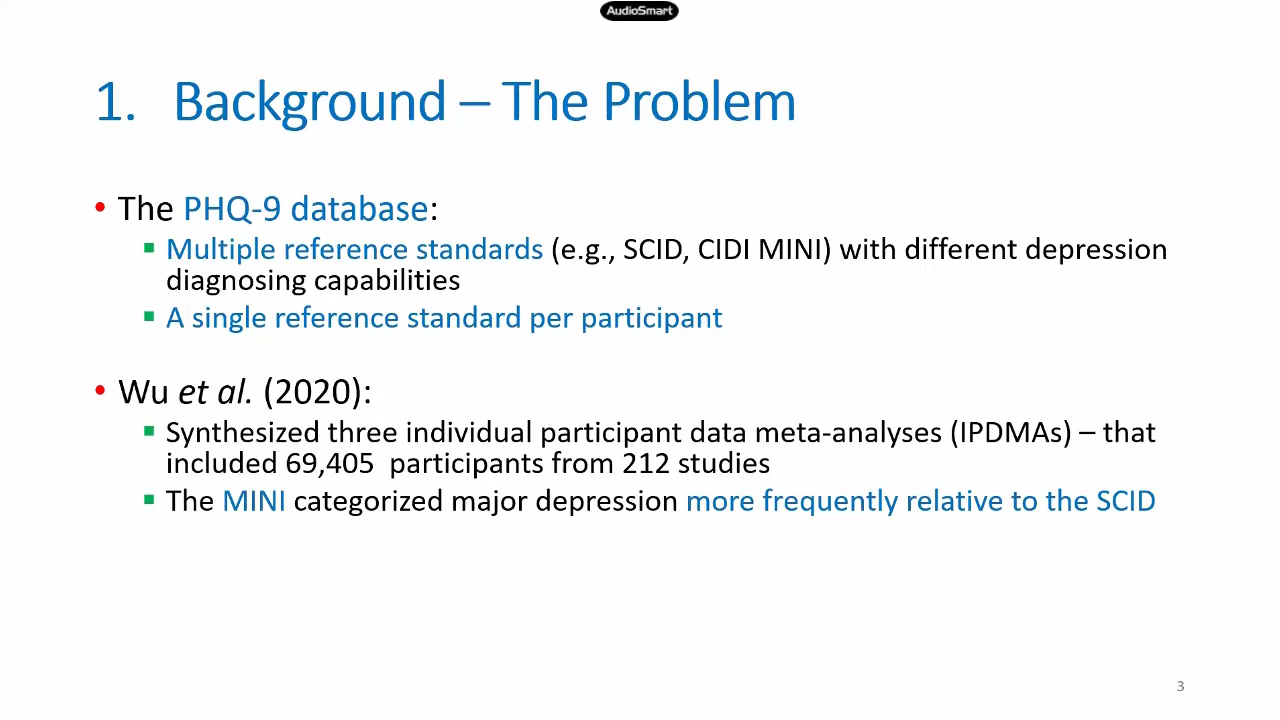 AudioSmart
1. Background – The Problem
• The PHQ-9 database:
▪ Multiple reference standards (e.g., SCID, CIDI MINI) with different depression
diagnosing capabilities
▪ A single reference standard per participant
• Wu et al. (2020):
▪ Synthesized three individual participant data meta-analyses (IPDMAs) – that
included 69,405 participants from 212 studies
▪ The MINI categorized major depression more frequently relative to the SCID
3